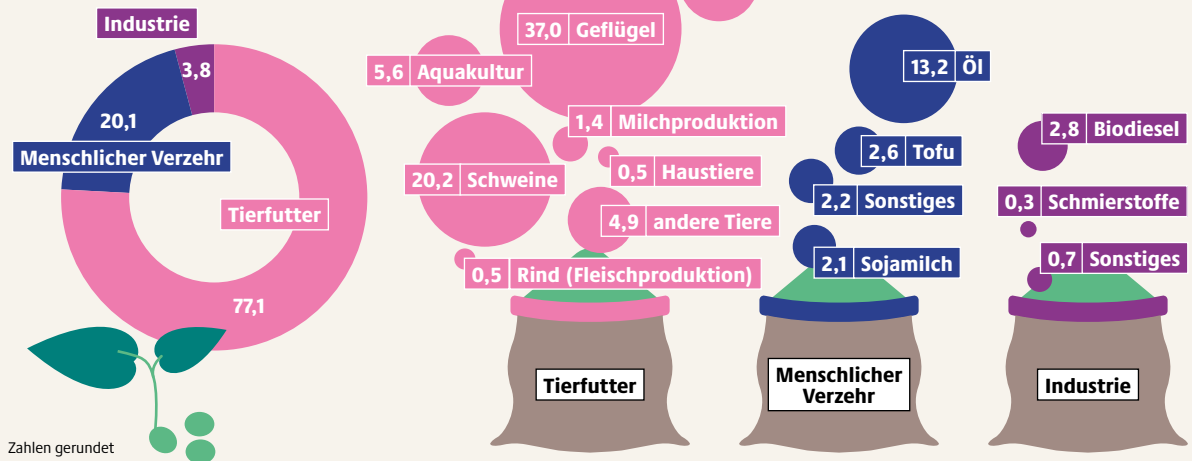 Industrie
3,8
20,1
Menschlicher Verzehr
Tierfutter
77,1
Zahlen gerundet
37,0 Geflügel
5,6 Aquakultur
1,4 Milchproduktion
0,5 Haustiere
20,2 Schweine
4,9 andere Tiere
0,5 Rind (Fleischproduktion)
Tierfutter
13,2 Öl
2,6 Tofu
2,2 Sonstiges
2,1 Sojamilch
Menschlicher
Verzehr
2,8 Biodiesel
0,3 Schmierstoffe
0,7 Sonstiges
Industrie